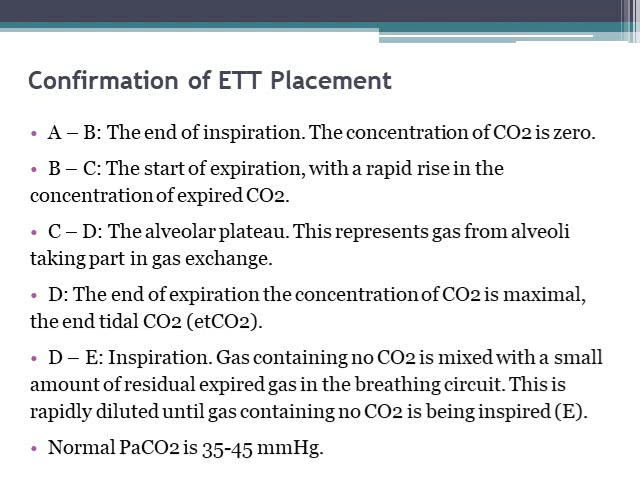 Confirmation of ETT Placement
• A – B: The end of inspiration. The concentration of CO2 is zero.
• B – C: The start of expiration, with a rapid rise in the
concentration of expired CO2.
• C – D: The alveolar plateau. This represents gas from alveoli
taking part in gas exchange.
• D: The end of expiration the concentration of CO2 is maximal,
the end tidal CO2 (etCO2).
• D – E: Inspiration. Gas containing no CO2 is mixed with a small
amount of residual expired gas in the breathing circuit. This is
rapidly diluted until gas containing no CO2 is being inspired (E).
• Normal PaCO2 is 35-45 mmHg.